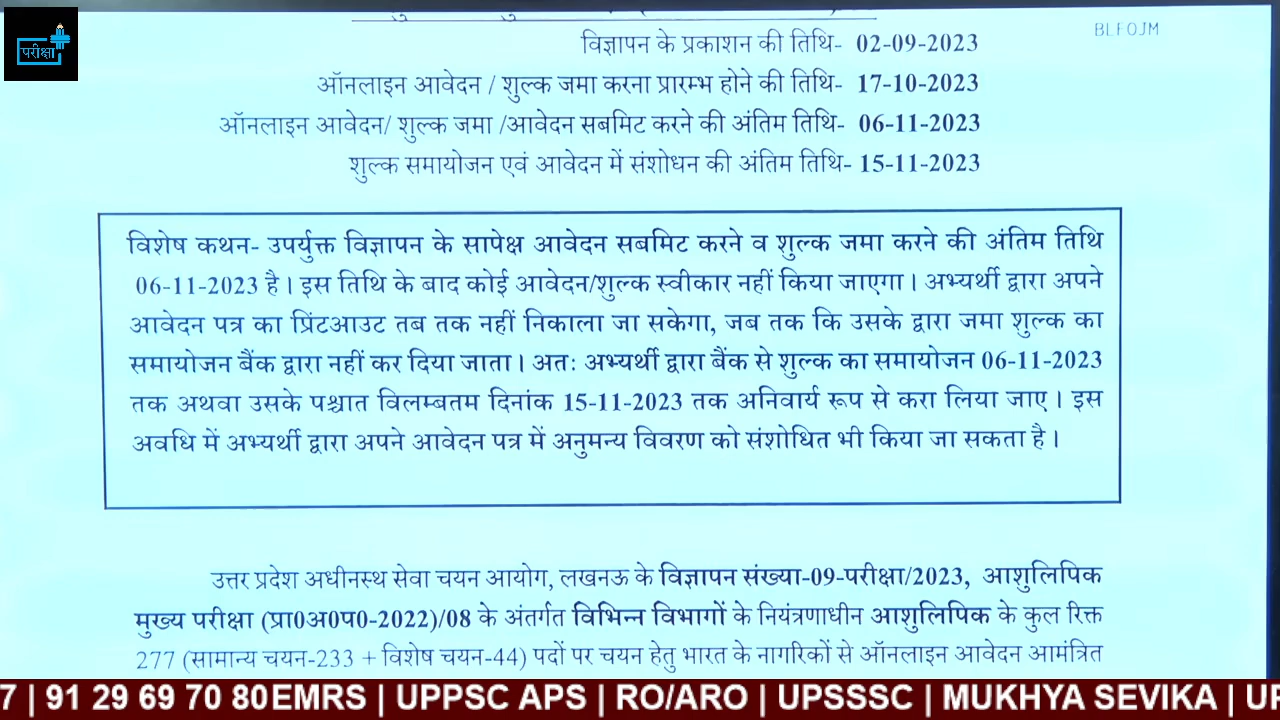 परीक्षा
BLFOJM
विज्ञापन के प्रकाशन की तिथि- 02-09-2023
ऑनलाइन आवेदन / शुल्क जमा करना प्रारम्भ होने की तिथि- 17-10-2023
ऑनलाइन आवेदन/ शुल्क जमा /आवेदन सबमिट करने की अंतिम तिथि- 06-11-2023
शुल्क समायोजन एवं आवेदन में संशोधन की अंतिम तिथि- 15-11-2023
विशेष कथन- उपर्युक्त विज्ञापन के सापेक्ष आवेदन सबमिट करने व शुल्क जमा करने की अंतिम तिथि
06-11-2023 है। इस तिथि के बाद कोई आवेदन/शुल्क स्वीकार नहीं किया जाएगा। अभ्यर्थी द्वारा अपने
आवेदन पत्र का प्रिंटआउट तब तक नहीं निकाला जा सकेगा, जब तक कि उसके द्वारा जमा शुल्क का
समायोजन बैंक द्वारा नहीं कर दिया जाता। अतः अभ्यर्थी द्वारा बैंक से शुल्क का समायोजन 06-11-2023
तक अथवा उसके पश्चात विलम्बतम दिनांक 15-11-2023 तक अनिवार्य रूप से करा लिया जाए। इस
अवधि में अभ्यर्थी द्वारा अपने आवेदन पत्र में अनुमन्य विवरण को संशोधित भी किया जा सकता है।
उत्तर प्रदेश अधीनस्थ सेवा चयन आयोग, लखनऊ के विज्ञापन संख्या-09-परीक्षा/2023, आशुलिपिक
मुख्य परीक्षा (प्रा0अ0प0-2022)/08 के अंतर्गत विभिन्न विभागों के नियंत्रणाधीन आशुलिपिक के कुल रिक्त
277 (सामान्य चयन-233 + विशेष चयन-44) पदों पर चयन हेतु भारत के नागरिकों से ऑनलाइन आवेदन आमंत्रित
7 | 91 29 69 70 80EMRS | UPPSC APS | RO/ARO | UPSSSC | MUKHYA SEVIKA | UP